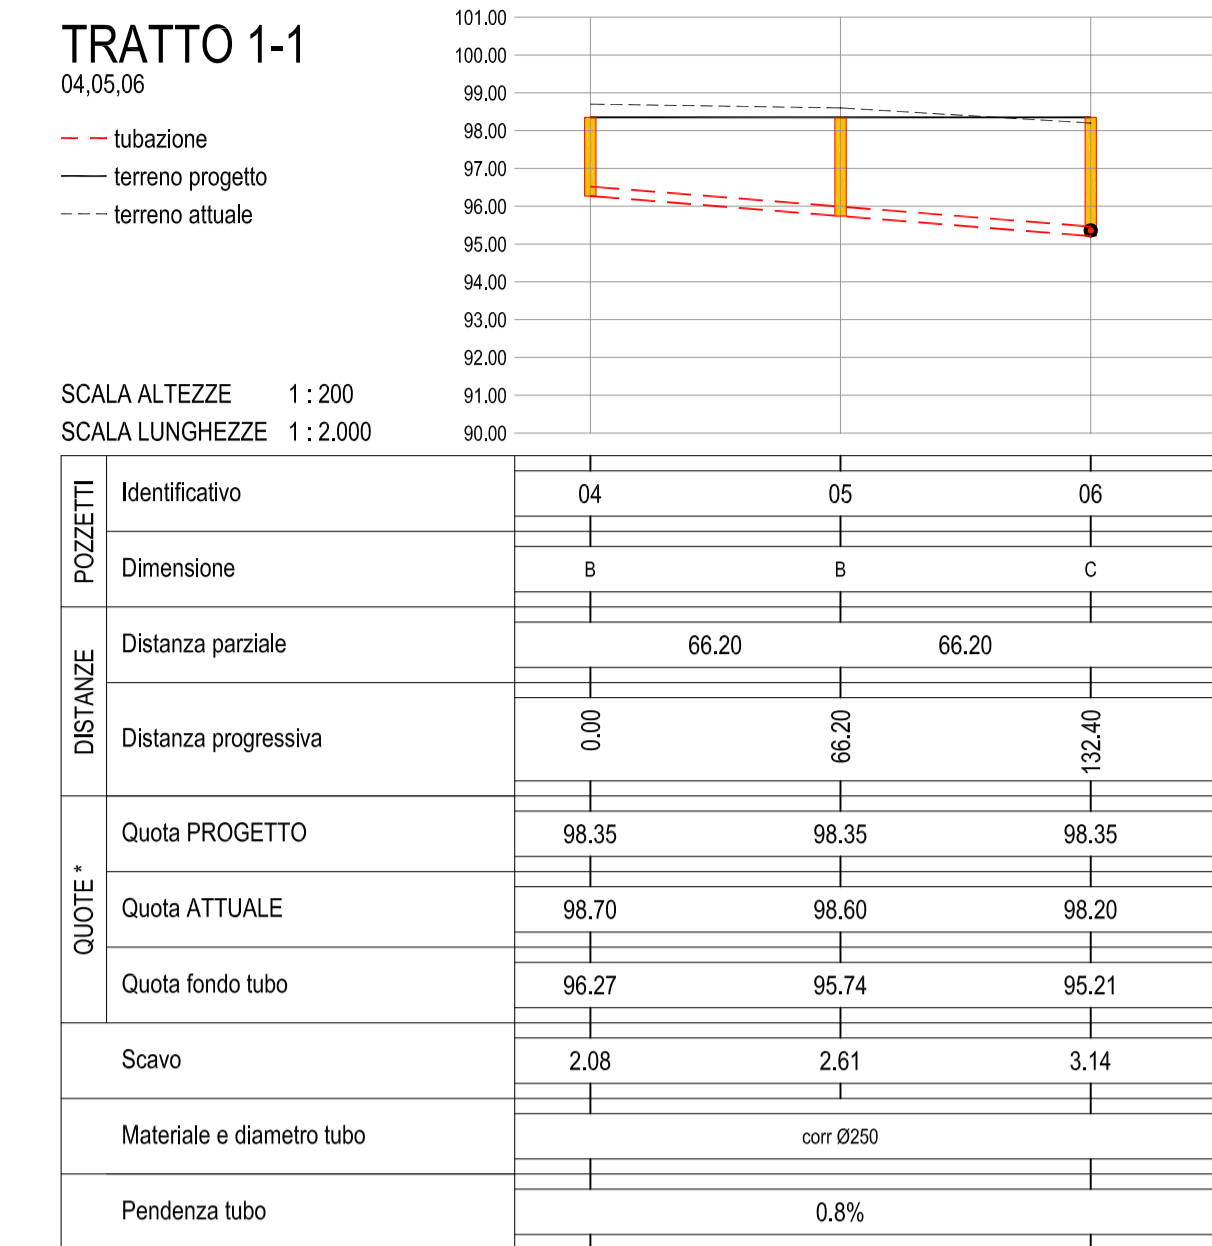 TRATTO 1-1
04,05,06
tubazione
terreno progetto
terreno attuale
SCALA ALTEZZE 1 : 200
SCALA LUNGHEZZE 1 : 2.000
101.00
100.00
99.00
98.00
97.00
96.00
95.00
94.00
93.00
92.00
91.00
90.00
POZZETTI
Identificativo 04 05 06
Dimensione B B C
DISTANZE
Distanza parziale 66.20 66.20
Distanza progressiva 0.00 66.20 132.40
QUOTE *
Quota PROGETTO 98.35 98.35 98.35
Quota ATTUALE 98.70 98.60 98.20
Quota fondo tubo 96.27 95.74 95.21
Scavo 2.08 2.61 3.14
Materiale e diametro tubo corr Ø250
Pendenza tubo 0.8%